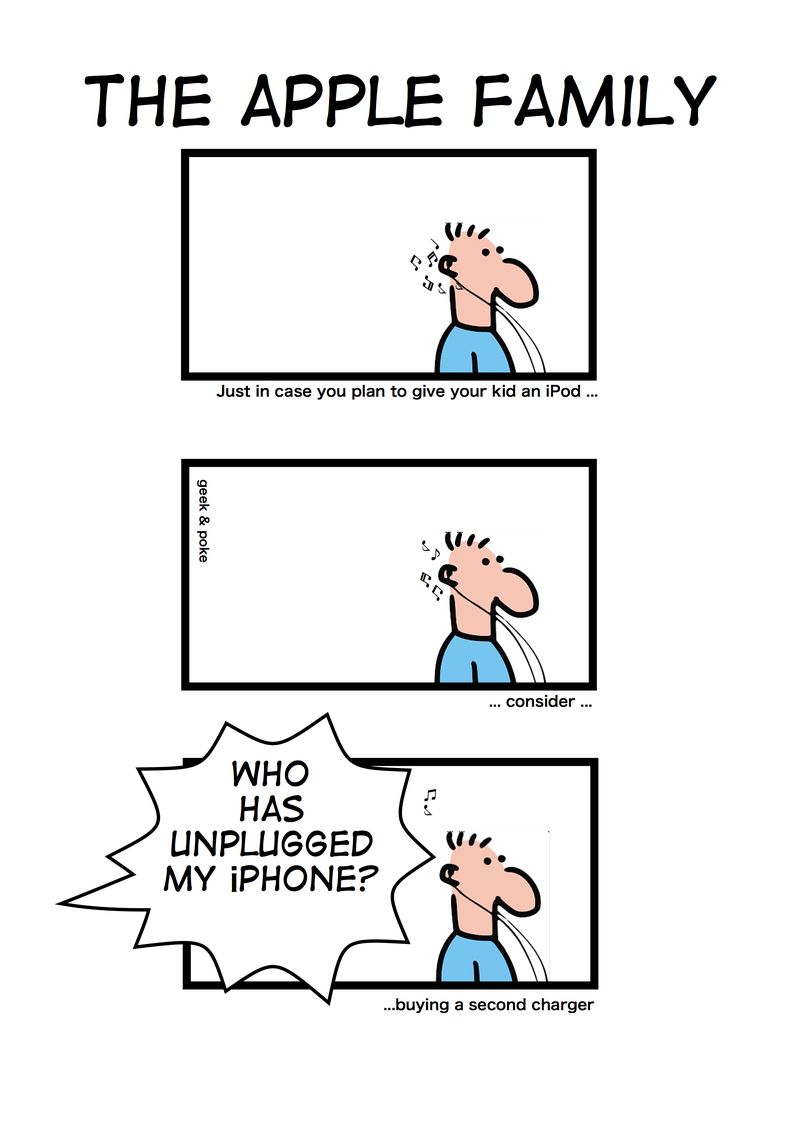 THE APPLE FAMILY
Just in case you plan to give your kid an iPod ...
geek & poke
... consider ...
WHO
HAS
UNPLUGGED
MY iPHONE?
...buying a second charger